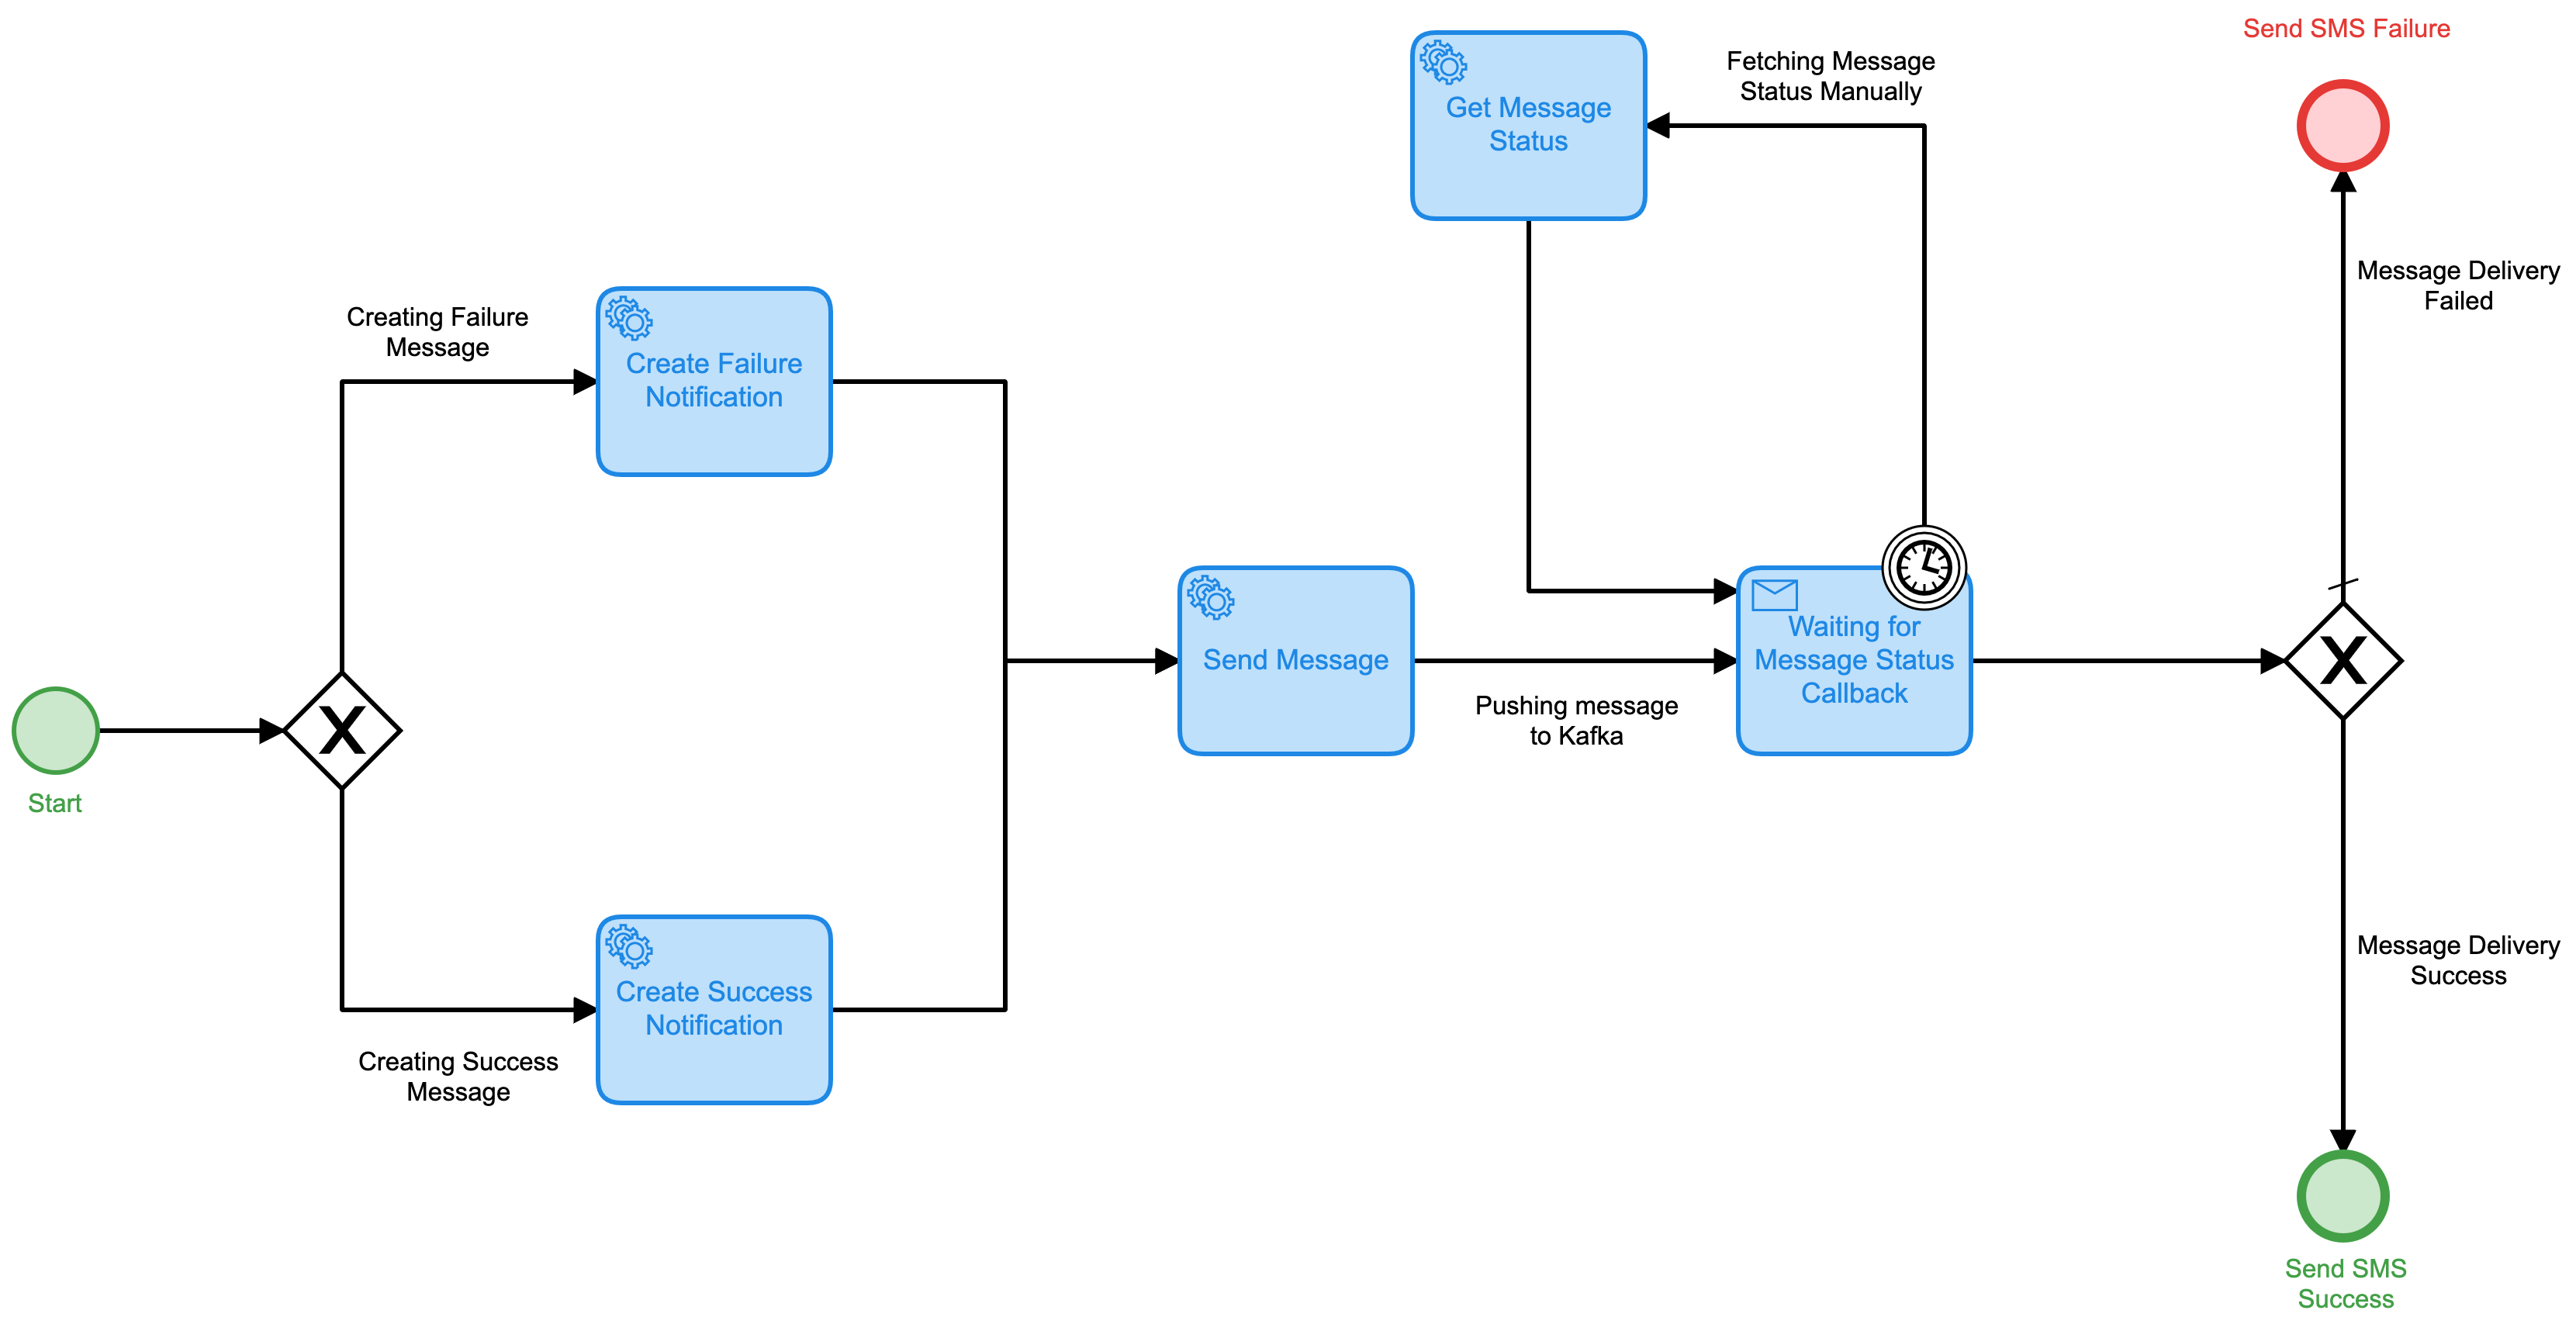 Send SMS Failure
Fetching Message
Status Manually
Get Message
Status
Message Delivery
Failed
Creating Failure
Message
Create Failure
Notification
Waiting for
Message Status
Callback
Send Message
Pushing message
to Kafka
Start
Message Delivery
Success
Create Success
Notification
Creating Success
Message
Send SMS
Success